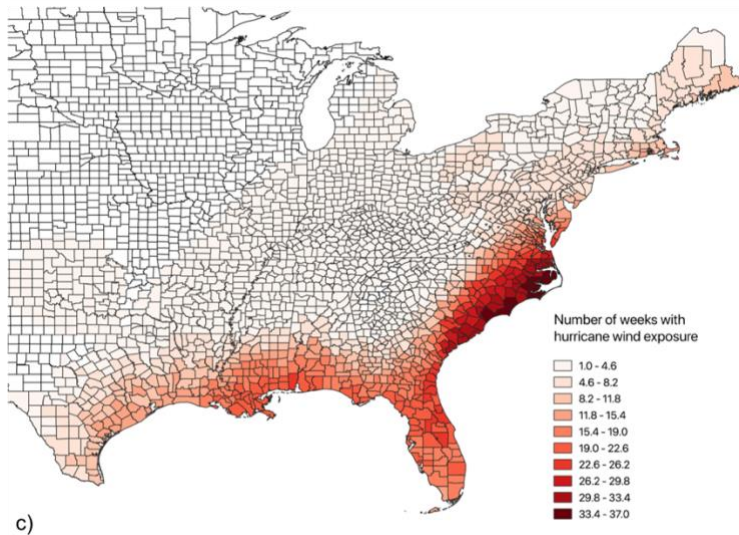 Number of weeks with
hurricane wind exposure
1.0 - 4.6
4.6 - 8.2
8.2 - 11.8
11.8 - 15.4
15.4 - 19.0
19.0 - 22.6
22.6 - 26.2
26.2 - 29.8
29.8 - 33.4
33.4 - 37.0
c)